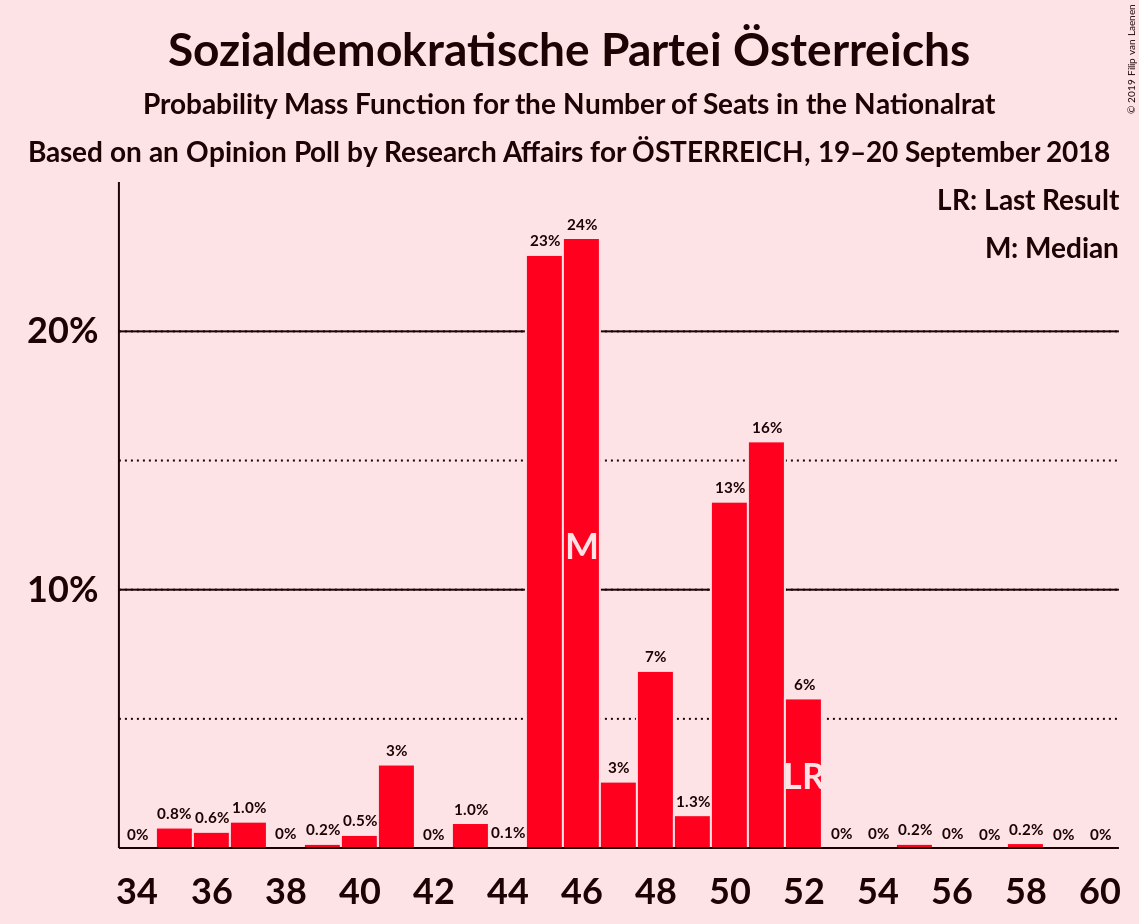 Sozialdemokratische Partei Österreichs
Probability Mass Function for the Number of Seats in the Nationalrat
Based on an Opinion Poll by Research Affairs for ÖSTERREICH, 19–20 September 2018
© 2019 Filip van Laenen
LR: Last Result
M: Median
20%
10%
0% 0.8% 0.6% 1.0% 0% 0.2% 0.5% 3% 0% 1.0% 0.1% 23% 24% 3% 7% 1.3% 13% 16% 6% 0% 0% 0.2% 0% 0% 0.2% 0% 0%
M
LR
34 36 38 40 42 44 46 48 50 52 54 56 58 60